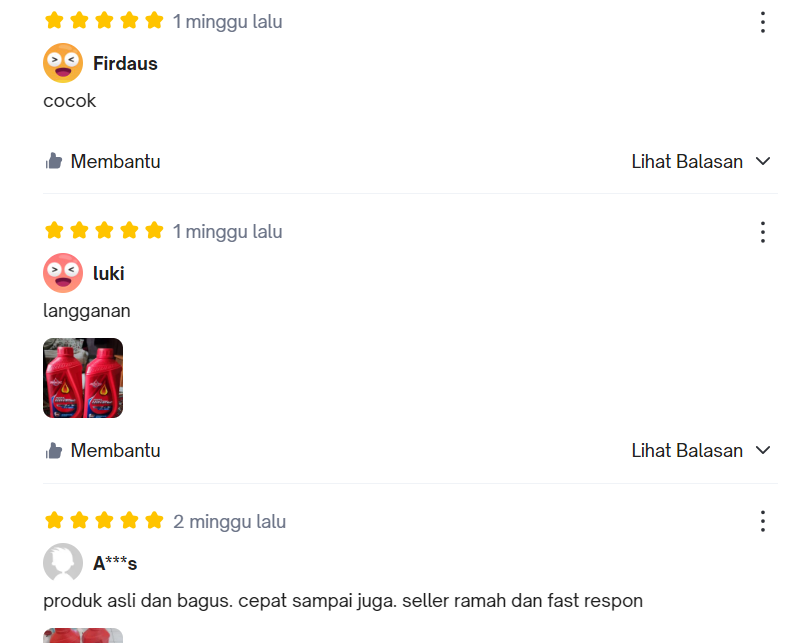 1 minggu lalu
Firdaus
cocok
Membantu
Lihat Balasan
1 minggu lalu
luki
langganan
Membantu
Lihat Balasan
2 minggu lalu
A***s
produk asli dan bagus. cepat sampai juga. seller ramah dan fast respon